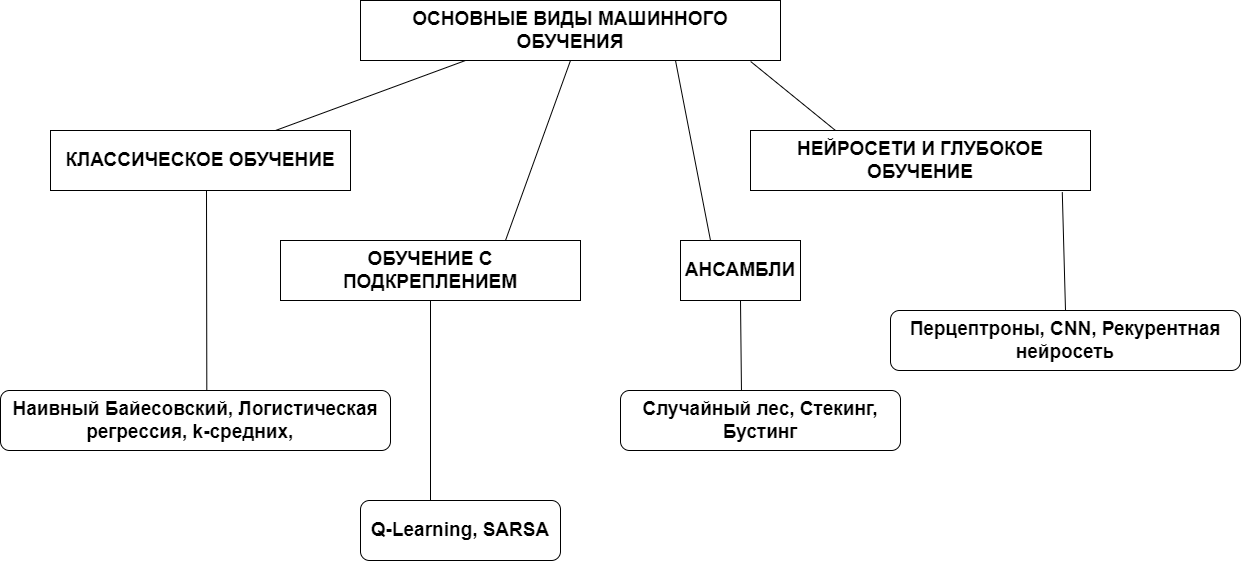 ОСНОВНЫЕ ВИДЫ МАШИННОГО
ОБУЧЕНИЯ
КЛАССИЧЕСКОЕ ОБУЧЕНИЕ
НЕЙРОСЕТИ И ГЛУБОКОЕ
ОБУЧЕНИЕ
ОБУЧЕНИЕ С
ПОДКРЕПЛЕНИЕМ
АНСАМБЛИ
Перцептроны, CNN, Рекурентная
нейросеть
Наивный Байесовский, Логистическая
регрессия, k-средних,
Случайный лес, Стекинг,
Бустинг
Q-Learning, SARSA